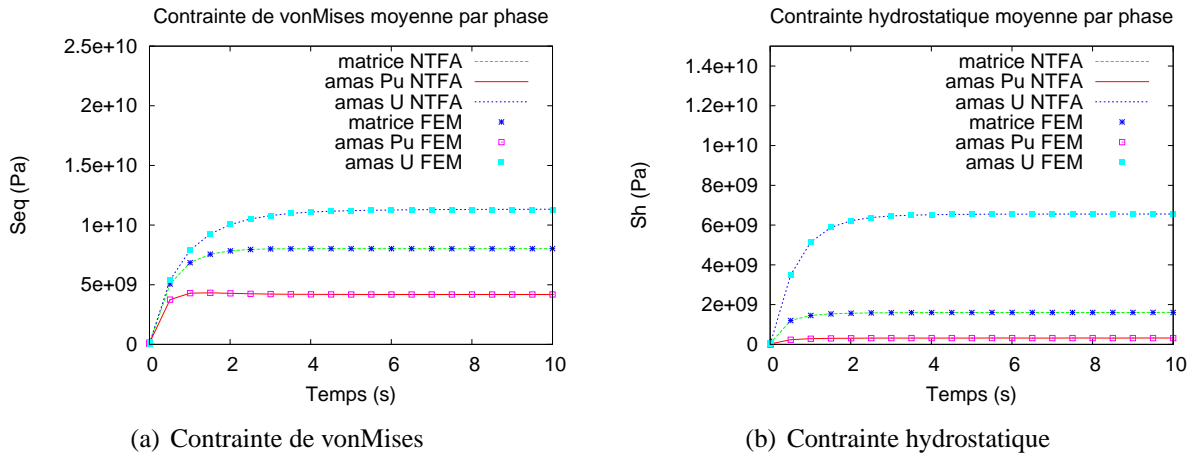 Contrainte de vonMises moyenne par phase
2.5e+10
2e+10
1.5e+10
1e+10
5e+09
0
Seq (Pa)
matrice NTFA
amas Pu NTFA
amas U NTFA
matrice FEM
amas Pu FEM
amas U FEM
0 2 4 6 8 10
Temps (s)
(a) Contrainte de vonMises
Contrainte hydrostatique moyenne par phase
1.4e+10
1.2e+10
1e+10
8e+09
6e+09
4e+09
2e+09
0
Sh (Pa)
matrice NTFA
amas Pu NTFA
amas U NTFA
matrice FEM
amas Pu FEM
amas U FEM
0 2 4 6 8 10
Temps (s)
(b) Contrainte hydrostatique